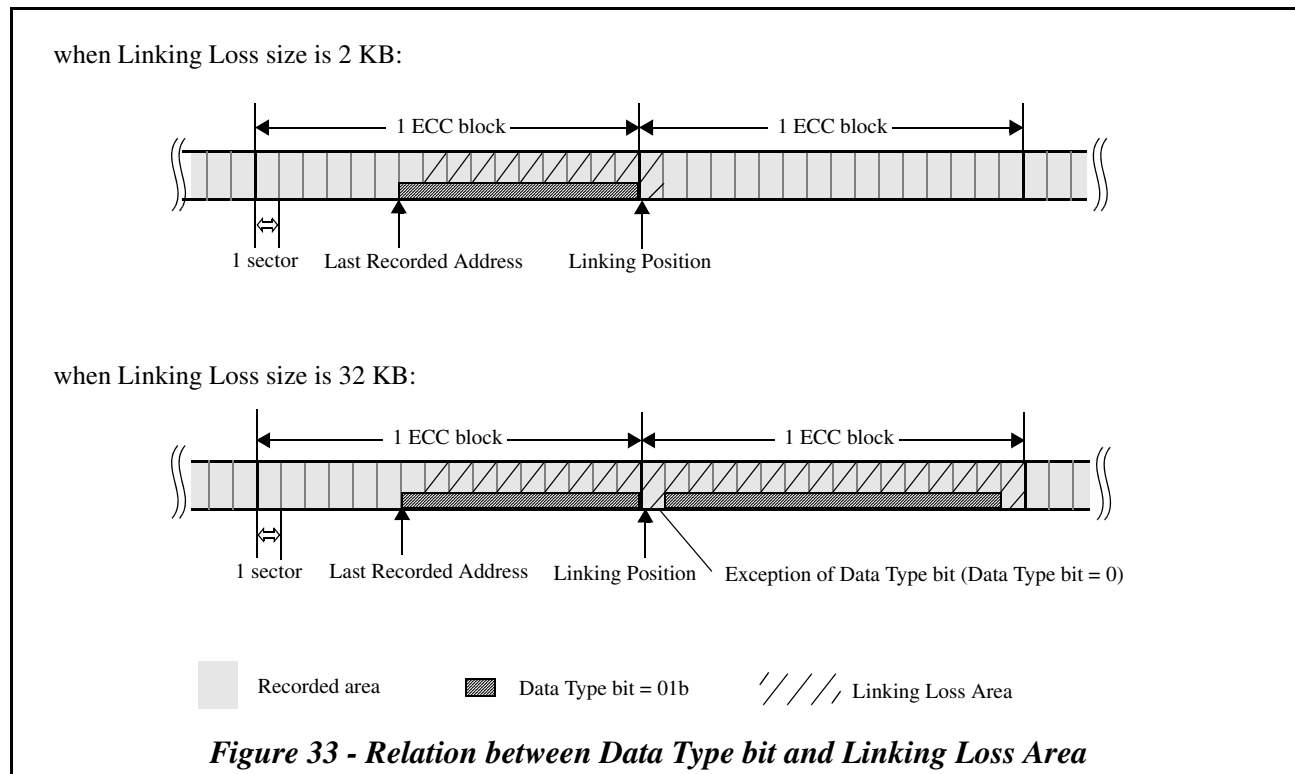 when Linking Loss size is 2 KB:
1 ECC block 1 ECC block
1 sector Last Recorded Address Linking Position
when Linking Loss size is 32 KB:
1 ECC block 1 ECC block
1 sector Last Recorded Address Linking Position Exception of Data Type bit (Data Type bit = 0)
Recorded area Data Type bit = 01b Linking Loss Area
Figure 33 - Relation between Data Type bit and Linking Loss Area